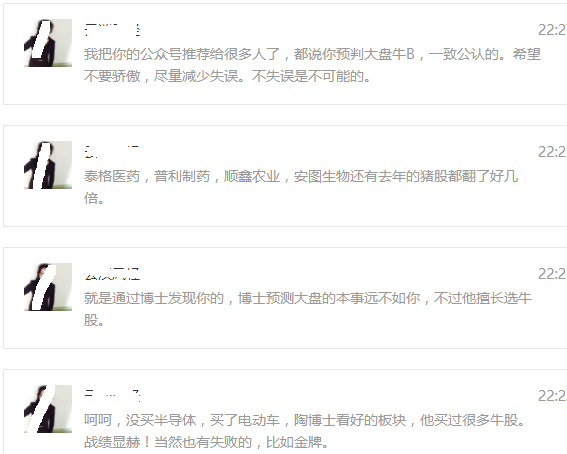 22:2
我把你的公众号推荐给很多人了，都说你预判大盘牛B，一致公认的。希望
不要骄傲，尽量减少失误。不失误是不可能的。
22:2
泰格医药，普利制药，顺鑫农业，安图生物还有去年的猪股都翻了好几
倍。
22:2
就是通过博士发现你的，博士预测大盘的本事远不如你，不过他擅长选牛
股。
22:2
呵呵，没买半导体，买了电动车，陶博士看好的板块，他买过很多牛股。
战绩显赫！当然也有失败的，比如金牌。